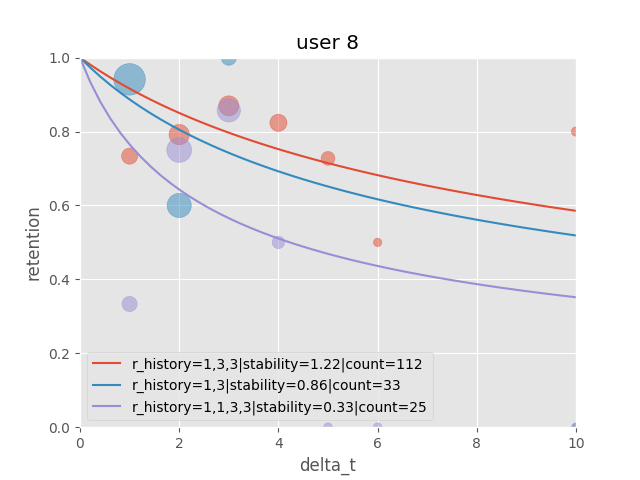 user 8
retention
1.0
0.8
0.6
0.4
0.2
0.0
r_history=1,3,3|stability=1.22|count=112
r_history=1,3|stability=0.86|count=33
r_history=1,1,3,3|stability=0.33|count=25
0 2 4 6 8 10
delta_t